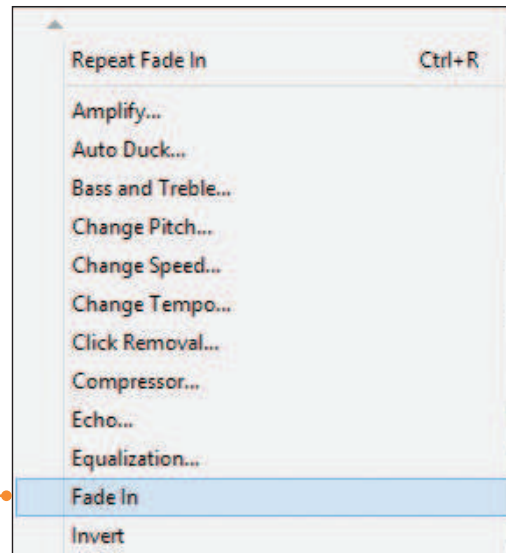 Repeat Fade In Ctrl+R
Amplify...
Auto Duck...
Bass and Treble...
Change Pitch...
Change Speed...
Change Tempo...
Click Removal...
Compressor...
Echo...
Equalization...
Fade In
Invert